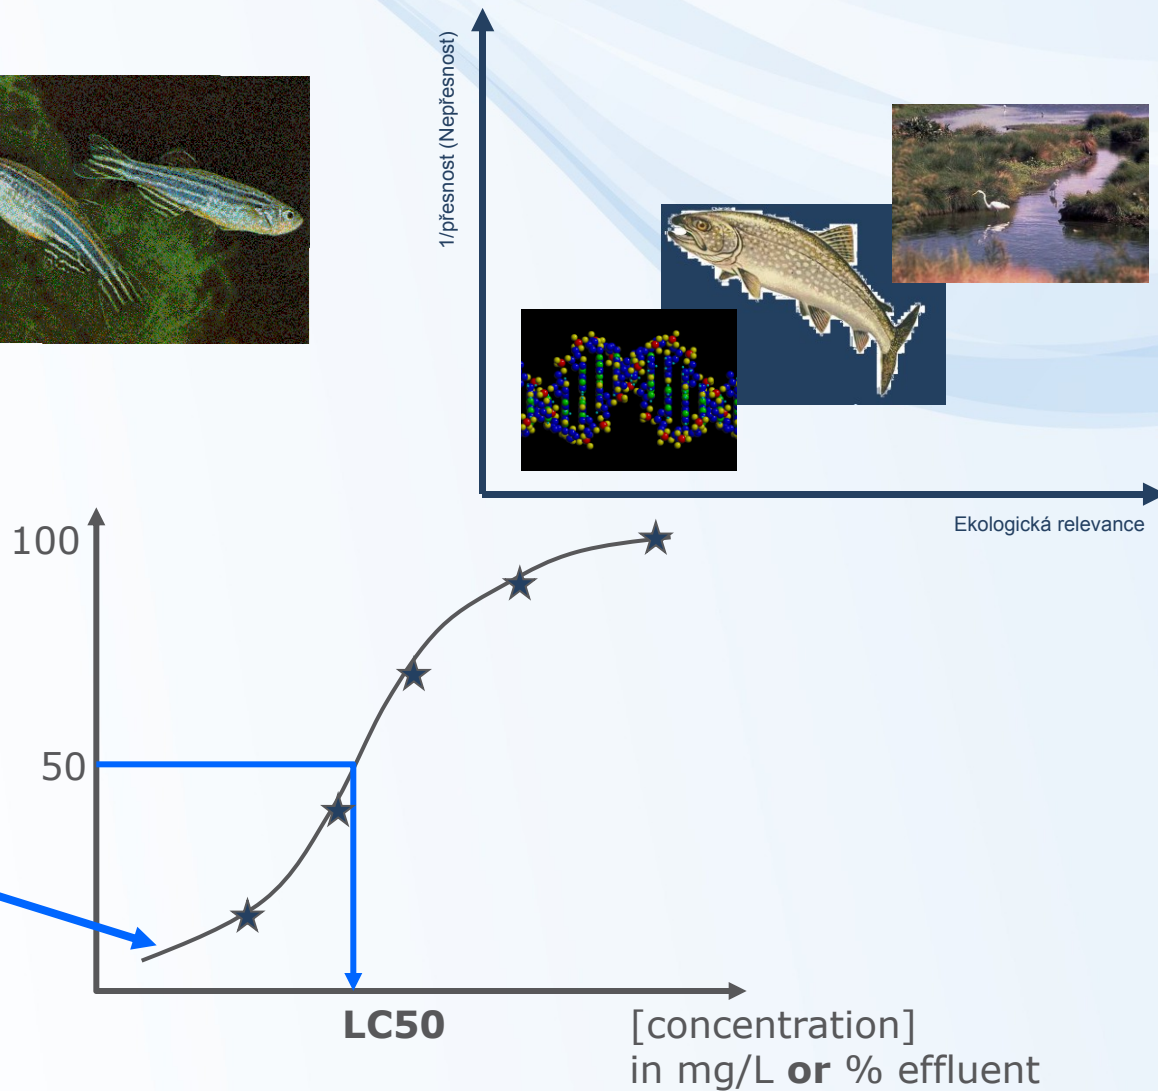 1/přesnost (Nepřesnost)
Ekologická relevance
100
50
LC50
[concentration]
in mg/L or % effluent